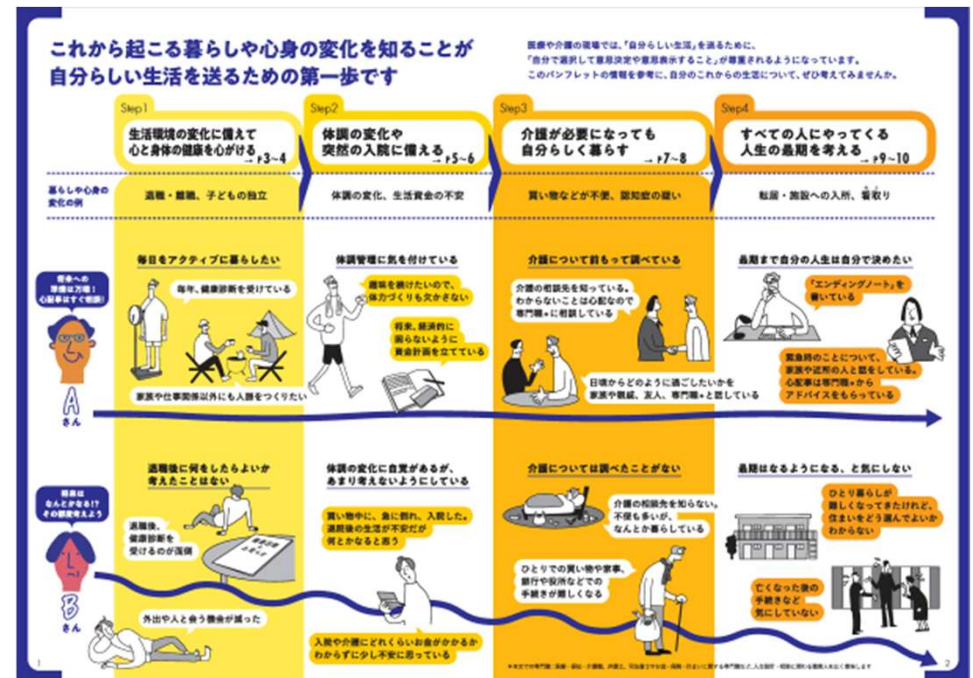 これから起こる暮らしや心身の変化を知ることが
自分らしい生活を送るための第一歩です
医療や介護の現場では、「自分らしい生活」を送るために、
「自分で選択して意思決定や意思表示すること」が尊重されるようになっています。
このパンフレットの情報を参考に、自分のこれからの生活について、ぜひ考えてみませんか。
Step1
生活環境の変化に備えて
心と身体の健康を心がける
→ P3~4
Step2
体調の変化や
突然の入院に備える
→ P5~6
Step3
介護が必要になっても
自分らしく暮らす
→ P7~8
Step4
すべての人にやってくる
人生の最期を考える
→ P9~10
暮らしや心身の
変化の例
退職・離職、子どもの独立
体調の変化、生活資金の不安
買い物などが不便、認知症の疑い
転居・施設への入所、看取り
将来への
準備は万端!
心配事はすぐ相談!
Aさん
毎日をアクティブに暮らしたい
毎年、健康診断を受けている
家族や仕事関係以外にも人脈をつくりたい
体調管理に気を付けている
趣味を続けたいので、
体力づくりも欠かさない
将来、経済的に
困らないように
資金計画を立てている
介護について前もって調べている
介護の相談先を知っている。
わからないことは心配なので
専門職*に相談している
日頃からどのように過ごしたいかを
家族や親戚、友人、専門職*と話している
最期まで自分の人生は自分で決めたい
「エンディングノート」を
書いている
緊急時のことについて、
家族や近所の人と話をしている。
心配事は専門職*から
アドバイスをもらっている
将来は
なんとかなる!?
その都度考えよう
Bさん
退職後に何をしたらよいか
考えたことはない
退職後、
健康診断を
受けるのが面倒
外出や人と会う機会が減った
体調の変化に自覚があるが、
あまり考えないようにしている
買い物中に、急に倒れ、入院した。
退院後の生活が不安だが
何とかなると思う
入院や介護にどれくらいお金がかかるか
わからずに少し不安に思っている
介護については調べたことがない
介護の相談先を知らない。
不便も多いが、
なんとか暮らしている
ひとりでの買い物や家事、
銀行や役所などでの
手続きが難しくなる
最期はなるようになる、と気にしない
ひとり暮らしが
難しくなってきたけれど、
住まいをどう選んでよいか
わからない
亡くなった後の
手続きなど
気にしていない
1
2